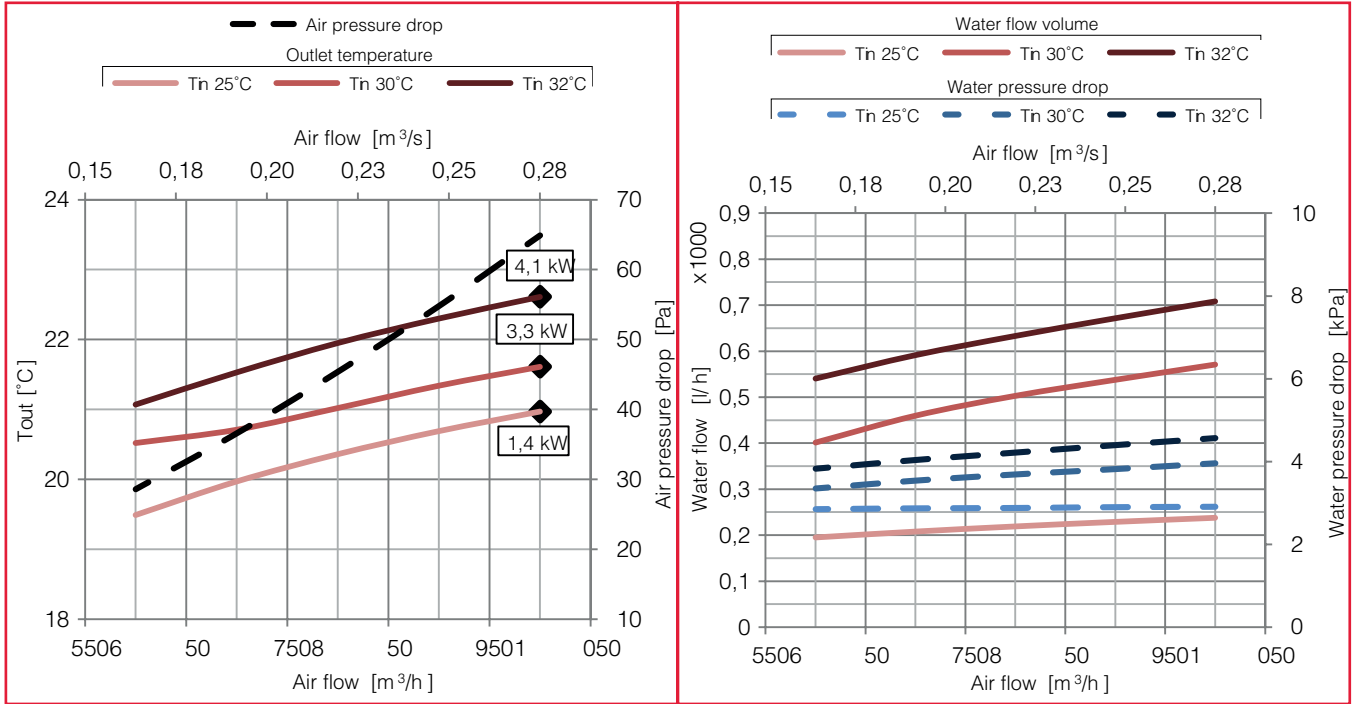 Air pressure drop
Outlet temperature
Tin 25°C Tin 30°C Tin 32°C
Air flow [m³/s]
0,15 0,18 0,20 0,23 0,25 0,28
24 70
23 60
22 50
40
20 30
20
18 10
4,1 kW
3,3 kW
1,4 kW
Tout [°C]
Air pressure drop [Pa]
5506 50 7508 50 9501 050
Air flow [m³/h]
Water flow volume
Tin 25°C Tin 30°C Tin 32°C
Water pressure drop
Tin 25°C Tin 30°C Tin 32°C
Air flow [m³/s]
0,15 0,18 0,20 0,23 0,25 0,28
0,9 10
0,8
0,7 8
0,6 6
0,5
0,4 4
0,3
0,2 2
0,1
0 0
x1000
Water flow [l/h]
Water pressure drop [kPa]
5506 50 7508 50 9501 050
Air flow [m³/h]